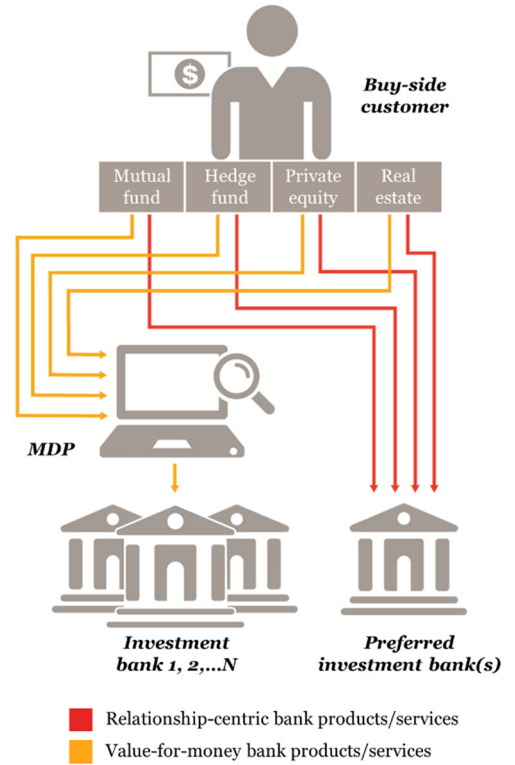 $
Buy-side
customer
Mutual
fund
Hedge
fund
Private
equity
Real
estate
MDP
Investment
bank 1, 2,...N
Preferred
investment bank(s)
Relationship-centric bank products/services
Value-for-money bank products/services